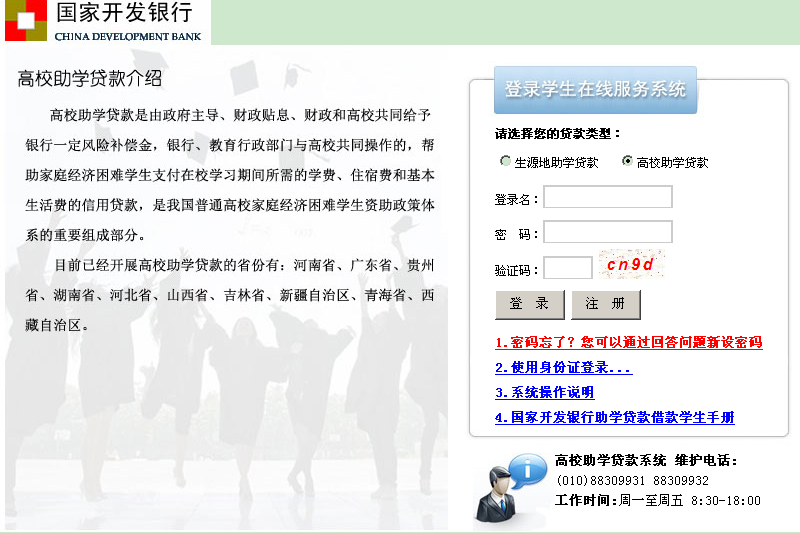 国家开发银行
CHINA DEVELOPMENT BANK
高校助学贷款介绍
高校助学贷款是由政府主导、财政贴息、财政和高校共同给予
银行一定风险补偿金，银行、教育行政部门与高校共同操作的，帮
助家庭经济困难学生支付在校学习期间所需的学费、住宿费和基本
生活费的信用贷款，是我国普通高校家庭经济困难学生资助政策体
系的重要组成部分。
目前已经开展高校助学贷款的省份有：河南省、广东省、贵州
省、湖南省、河北省、山西省、吉林省、新疆自治区、青海省、西
藏自治区。
登录学生在线服务系统
请选择您的贷款类型：
生源地助学贷款 高校助学贷款
登录名：
密 码：
验证码： cn9d
登 录 注 册
1.密码忘了？您可以通过回答问题新设密码
2.使用身份证登录...
3.系统操作说明
4.国家开发银行助学贷款借款学生手册
高校助学贷款系统 维护电话：
(010)88309931 88309932
工作时间：周一至周五 8:30-18:00